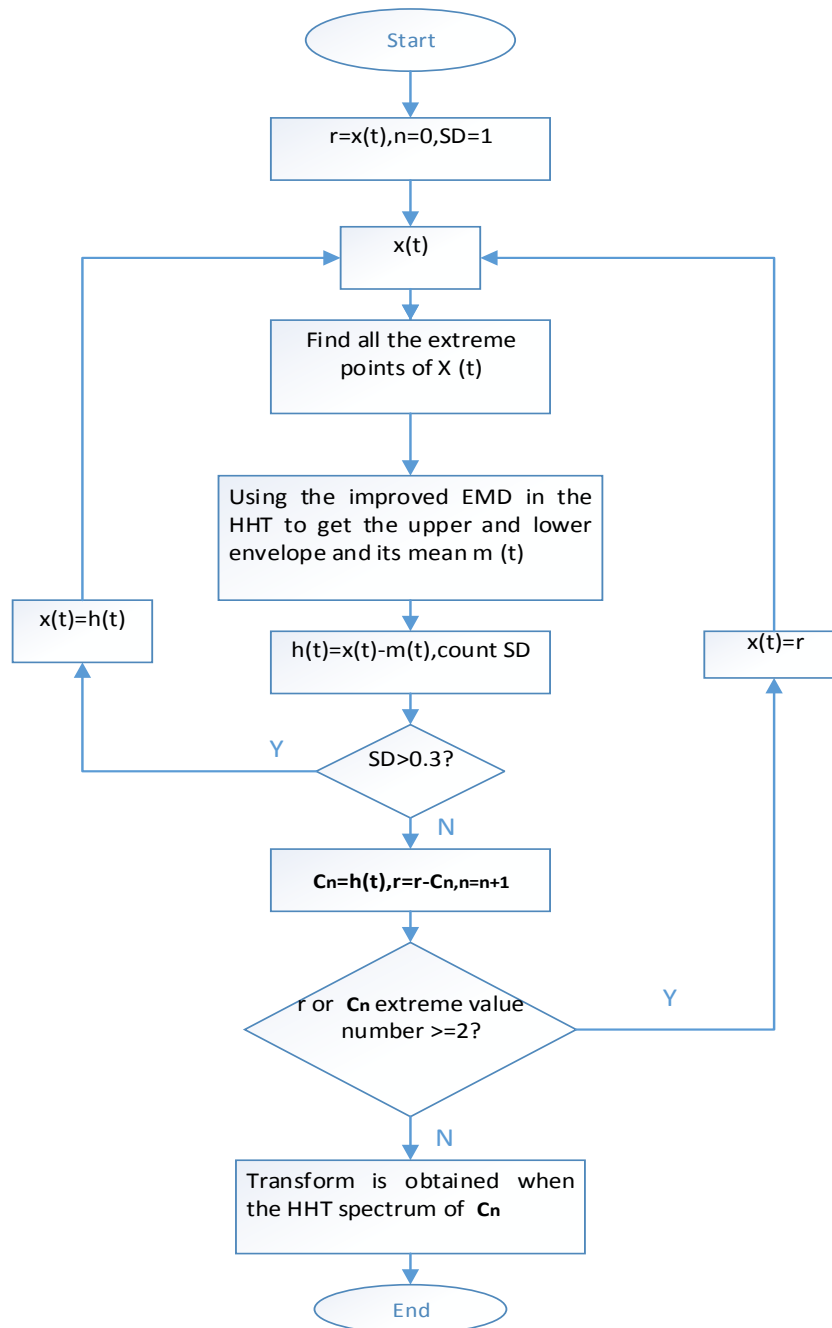 Start
r=x(t),n=0,SD=1
x(t)
Find all the extreme
points of X (t)
Using the improved EMD in the
HHT to get the upper and lower
envelope and its mean m (t)
x(t)=h(t)
h(t)=x(t)-m(t),count SD
x(t)=r
Y
SD>0.3?
N
Cn=h(t),r=r-Cn,n=n+1
r or Cn extreme value
number >=2?
Y
N
Transform is obtained when
the HHT spectrum of Cn
End